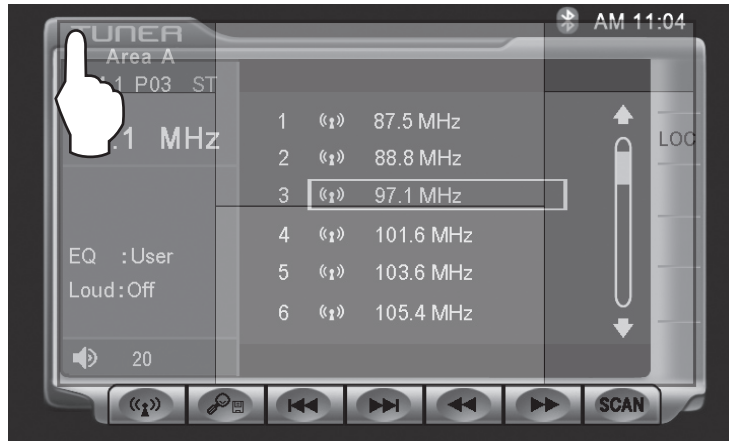 TUNER
AM 11:04
Area A
1 P03 ST
.1 MHz
LOC
1 87.5 MHz
2 88.8 MHz
3 97.1 MHz
4 101.6 MHz
5 103.6 MHz
6 105.4 MHz
EQ :User
Loud:Off
20
SCAN